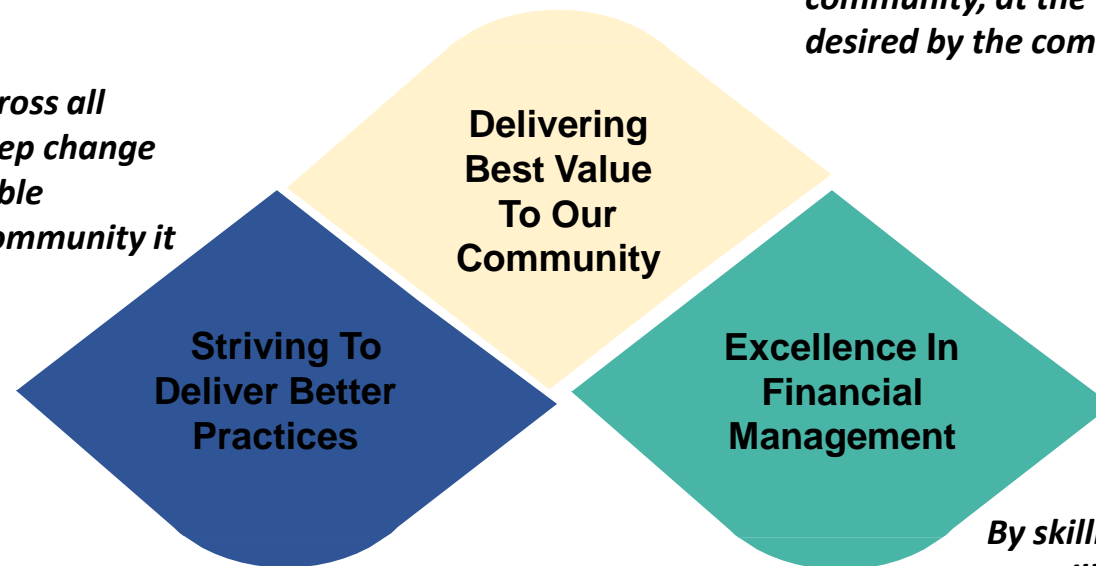 community, at the
desired by the com
ross all
ep change
ble
ommunity it
Delivering
Best Value
To Our
Community
Striving To
Deliver Better
Practices
Excellence In
Financial
Management
By skill